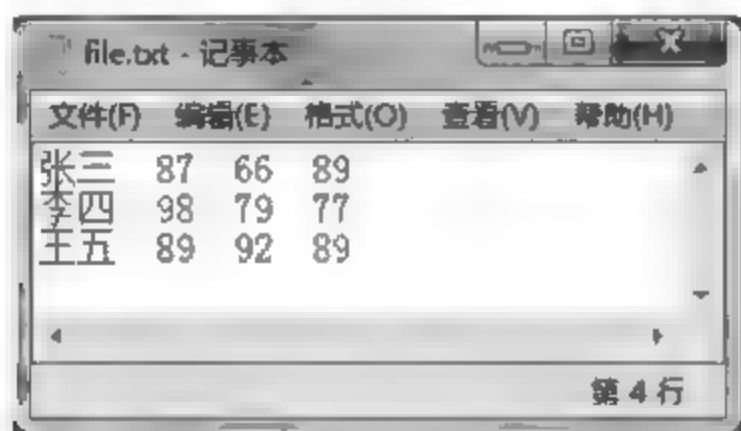 file.txt - 记事本
文件(F) 编辑(E) 格式(O) 查看(V) 帮助(H)
张三 87 66 89
李四 98 79 77
王五 89 92 89
第 4 行